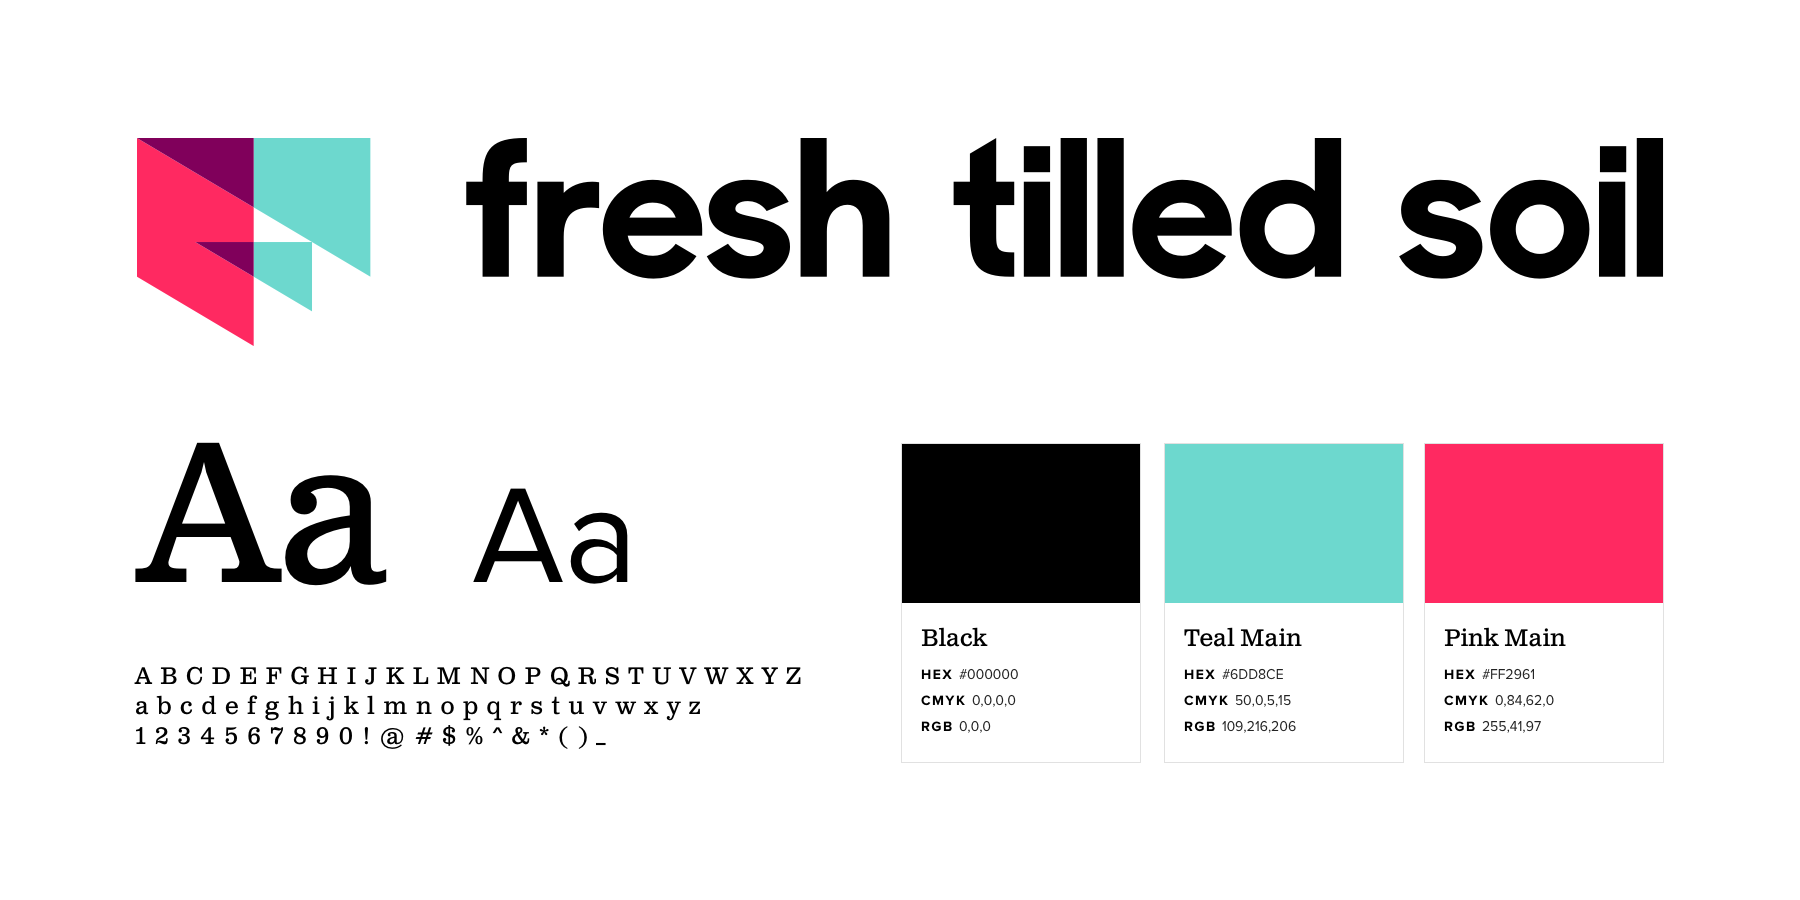 fresh tilled soil
Aa Aa
A B C D E F G H I J K L M N O P Q R S T U V W X Y Z
a b c d e f g h i j k l m n o p q r s t u v w x y z
1 2 3 4 5 6 7 8 9 0 ! @ # $ % ^ & * ( ) _
Black
HEX #000000
CMYK 0,0,0,0
RGB 0,0,0
Teal Main
HEX #6DD8CE
CMYK 50,0,5,15
RGB 109,216,206
Pink Main
HEX #FF2961
CMYK 0,84,62,0
RGB 255,41,97